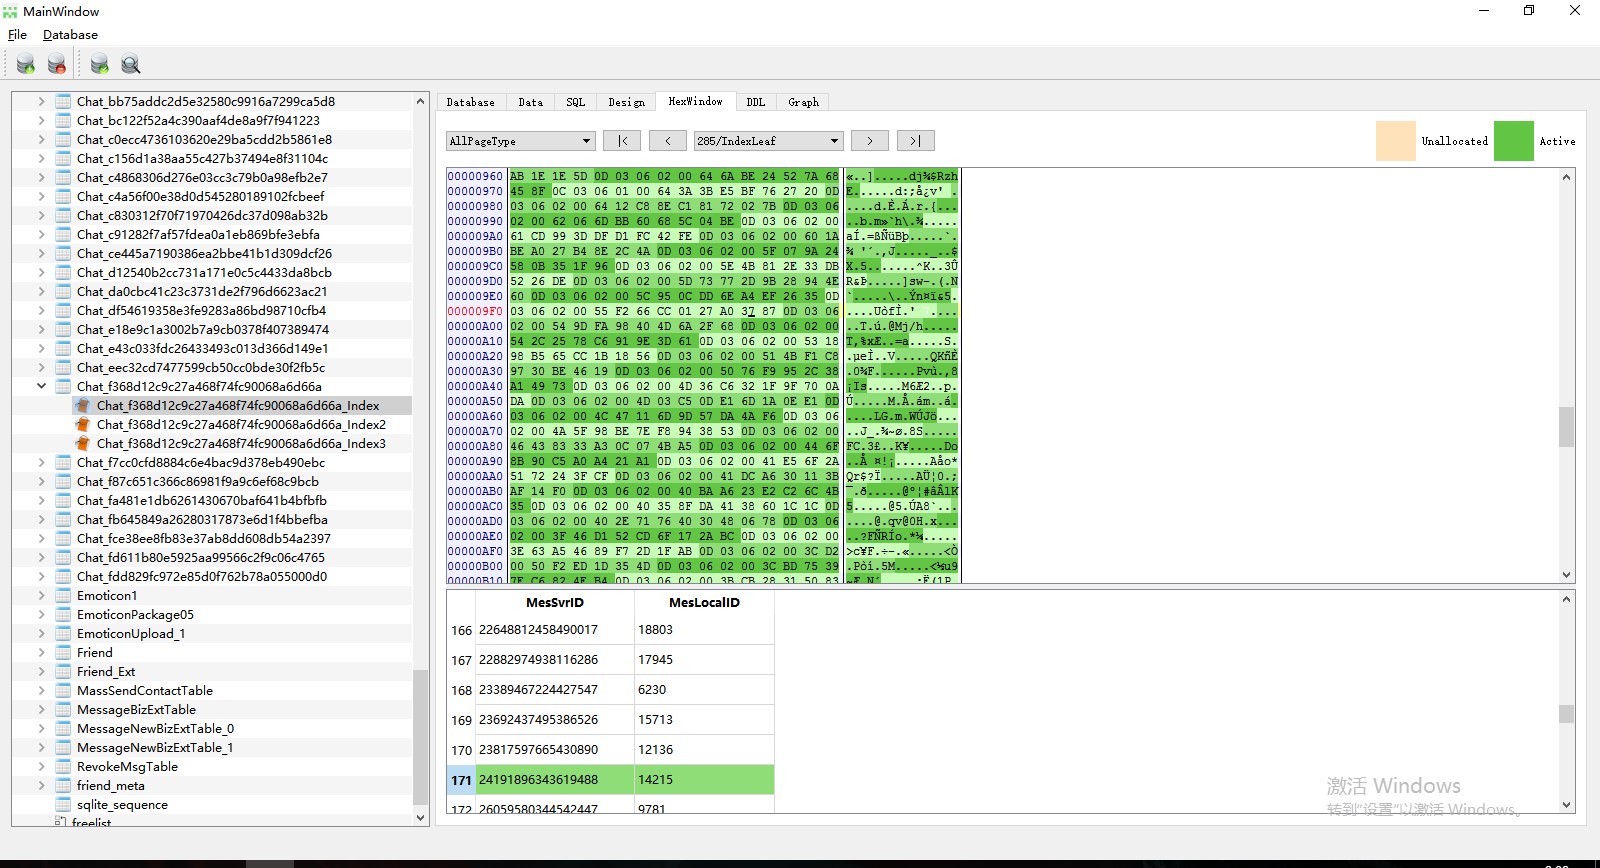 MainWindow
File Database
Chat_bb75addc2d5e32580c9916a7299ca5d8
Chat_bc122f52a4c390aaf4de8a9f7f941223
Chat_c0ecc4736103620e29ba5cdd2b5861e8
Chat_c156d1a38aa55c427b37494e8f31104c
Chat_c4868306d276e03cc3c79b0a98efb2e7
Chat_c4a56f00e38d0d545280189102fcbeef
Chat_c830312f70f71970426dc37d098ab32b
Chat_c91282f7af57fdea0a1eb869bfe3ebfa
Chat_ce445a7190386ea2bbe41b1d309dcf26
Chat_d12540b2cc731a171e0c5c4433da8bcb
Chat_da0cbc41c23c3731de2f796d6623ac21
Chat_df54619358e3fe9283a86bd98710cfb4
Chat_e18e9c1a3002b7a9cb0378f407389474
Chat_e43c033fdc26433493c013d366d149e1
Chat_eec32cd7477599cb50cc0bde30f2fb5c
Chat_f368d12c9c27a468f74fc90068a6d66a
Chat_f368d12c9c27a468f74fc90068a6d66a_Index
Chat_f368d12c9c27a468f74fc90068a6d66a_Index2
Chat_f368d12c9c27a468f74fc90068a6d66a_Index3
Chat_f7cc0cfd8884c6e4bac9d378eb490ebc
Chat_f87c651c366c86981f9a9c6ef68c9bcb
Chat_fa481e1db6261430670baf641b4bfbfb
Chat_fb645849a26280317873e6d1f4bbefba
Chat_fce38ee8fb83e37ab8dd608db54a2397
Chat_fd611b80e5925aa99566c2f9c06c4765
Chat_fdd829fc972e85d0f762b78a055000d0
Emoticon1
EmoticonPackage05
EmoticonUpload_1
Friend
Friend_Ext
MassSendContactTable
MessageBizExtTable
MessageNewBizExtTable_0
MessageNewBizExtTable_1
RevokeMsgTable
friend_meta
sqlite_sequence
freelist
Database Data SQL Design HexWindow DDL Graph
AllPageType |< < 285/IndexLeaf > >| Unallocated Active
00000960 AB 1E 1E 5D 0D 03 06 02 00 64 6A BE 24 52 7A 68
00000970 45 8F 0C 03 06 01 00 64 3A 3B E5 BF 76 27 20 0D
00000980 03 06 02 00 64 12 C8 8E C1 81 72 02 7B 0D 03 06
00000990 02 00 62 06 6D BB 60 68 5C 04 BE 0D 03 06 02 00
000009A0 61 CD 99 3D DF D1 FC 42 FE 0D 03 06 02 00 60 1A
000009B0 BE A0 27 B4 8E 2C 4A 0D 03 06 02 00 5F 07 9A 24
000009C0 58 0B 35 1F 96 0D 03 06 02 00 5E 4B 81 2E 33 DB
000009D0 52 26 DE 0D 03 06 02 00 5D 73 77 2D 9B 28 94 4E
000009E0 60 0D 03 06 02 00 5C 95 0C DD 6E A4 EF 26 35 0D
000009F0 03 06 02 00 55 F2 66 CC 01 27 A0 37 87 0D 03 06
00000A00 02 00 54 9D FA 98 40 4D 6A 2F 68 0D 03 06 02 00
00000A10 54 2C 25 78 C6 91 9E 3D 61 0D 03 06 02 00 53 18
00000A20 98 B5 65 CC 1B 18 56 0D 03 06 02 00 51 4B F1 C8
00000A30 97 30 BE 46 19 0D 03 06 02 00 50 76 F9 95 2C 38
00000A40 A1 49 73 0D 03 06 02 00 4D 36 C6 32 1F 9F 70 0A
00000A50 DA 0D 03 06 02 00 4D 03 C5 0D E1 6D 1A 0E E1 0D
00000A60 03 06 02 00 4C 47 11 6D 9D 57 DA 4A F6 0D 03 06
00000A70 02 00 4A 5F 98 BE 7E F8 94 38 53 0D 03 06 02 00
00000A80 46 43 83 33 A3 0C 07 4B A5 0D 03 06 02 00 44 6F
00000A90 8B 90 C5 A0 A4 21 A1 0D 03 06 02 00 41 E5 6F 2A
00000AA0 51 72 24 3F CF 0D 03 06 02 00 41 DC A6 30 11 3B
00000AB0 AF 14 F0 0D 03 06 02 00 40 BA A6 23 E2 C2 6C 4B
00000AC0 35 0D 03 06 02 00 40 35 8F DA 41 38 60 1C 1C 0D
00000AD0 03 06 02 00 40 2E 71 76 40 30 48 06 78 0D 03 06
00000AE0 02 00 3F 46 D1 52 CD 6F 17 2A BC 0D 03 06 02 00
00000AF0 3E 63 A5 46 89 F7 2D 1F AB 0D 03 06 02 00 3C D2
00000B00 00 50 F2 ED 1D 35 4D 0D 03 06 02 00 3C BD 75 39
00000B10 7E C6 82 4E B4 0D 03 06 02 00 3B CB 28 31 50 83
MesSvrID MesLocalID
166 22648812458490017 18803
167 22882974938116286 17945
168 23389467224427547 6230
169 23692437495386526 15713
170 23817597665430890 12136
171 24191896343619488 14215
172 26059580344542447 9781
激活 Windows
转到"设置"以激活 Windows。